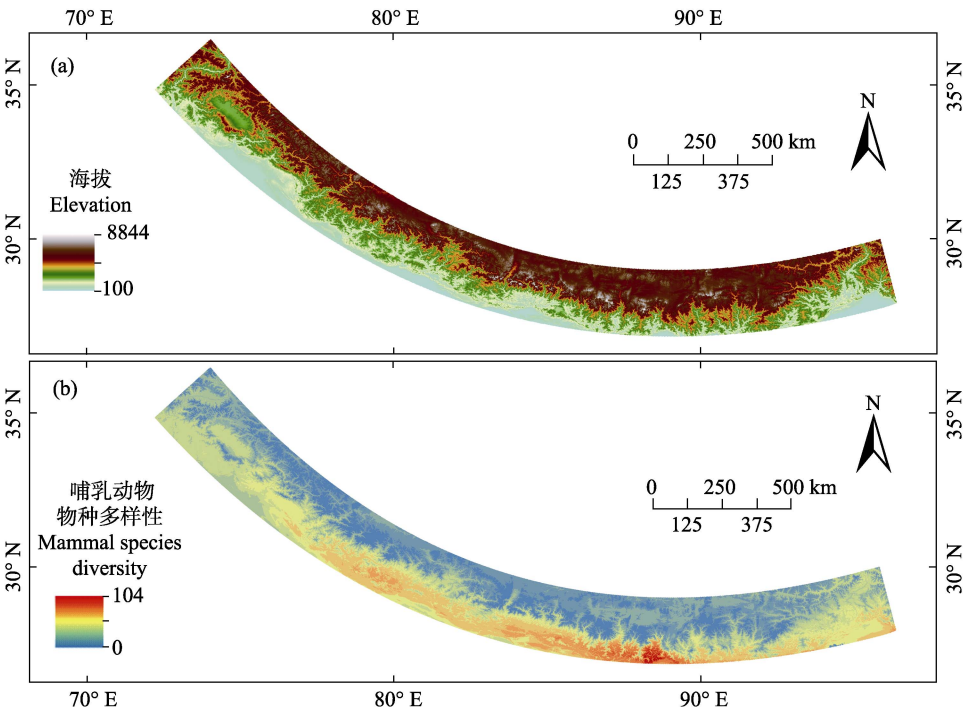 70° E 80° E 90° E
(a)
35° N 35° N
N
0 250 500 km
125 375
海拔
Elevation
8844
-100
30° N 30° N
(b)
35° N 35° N
N
0 250 500 km
125 375
哺乳动物
物种多样性
Mammal species
diversity
104
0
30° N 30° N
70° E 80° E 90° E